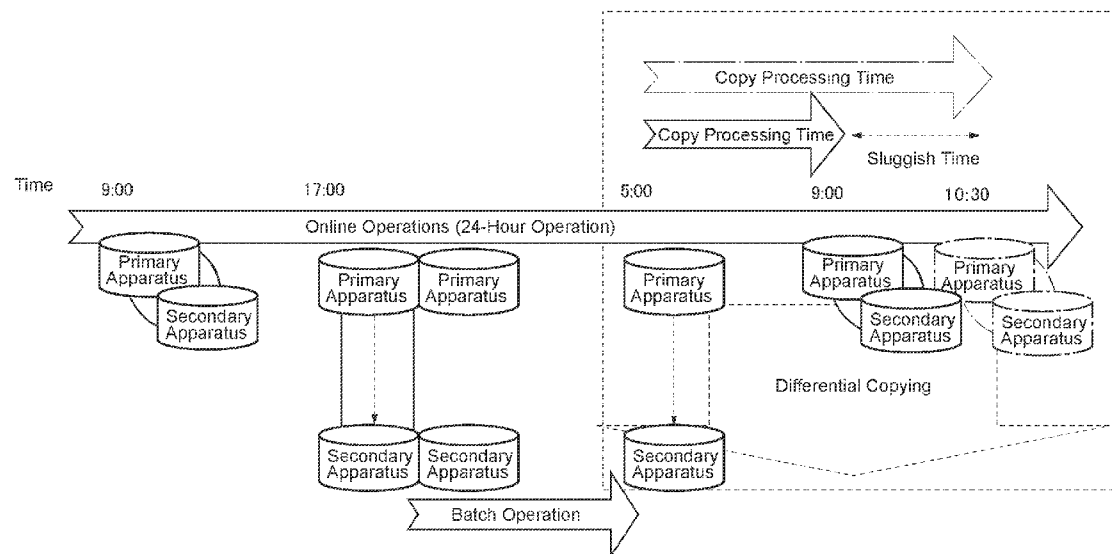 Copy Processing Time
Copy Processing Time
Sluggish Time
Time
9:00
17:00
5:00
9:00
10:30
Online Operations (24-Hour Operation)
Primary
Apparatus
Secondary
Apparatus
Primary
Apparatus
Primary
Apparatus
Primary
Apparatus
Primary
Apparatus
Secondary
Apparatus
Primary
Apparatus
Secondary
Apparatus
Differential Copying
Secondary
Apparatus
Secondary
Apparatus
Secondary
Apparatus
Batch Operation